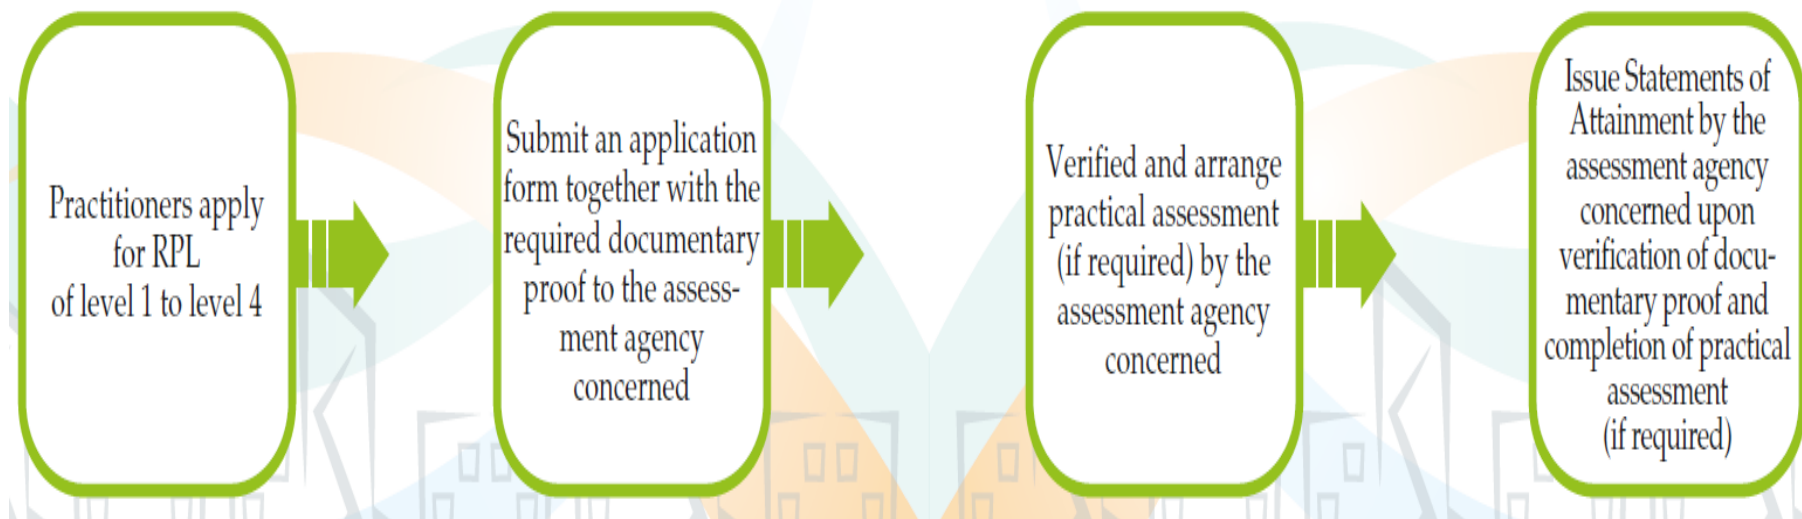 Practitioners apply
for RPL
of level 1 to level 4
Submit an application
form together with the
required documentary
proof to the assess-
ment agency
concerned
Verified and arrange
practical assessment
(if required) by the
assessment agency
concerned
Issue Statements of
Attainment by the
assessment agency
concerned upon
verification of docu-
mentary proof and
completion of practical
assessment
(if required)